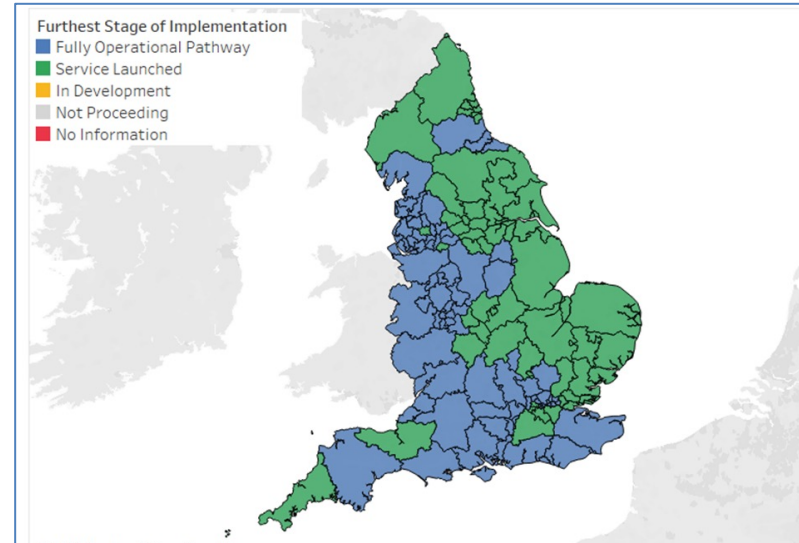 Furthest Stage of Implementation
Fully Operational Pathway
Service Launched
In Development
Not Proceeding
No Information